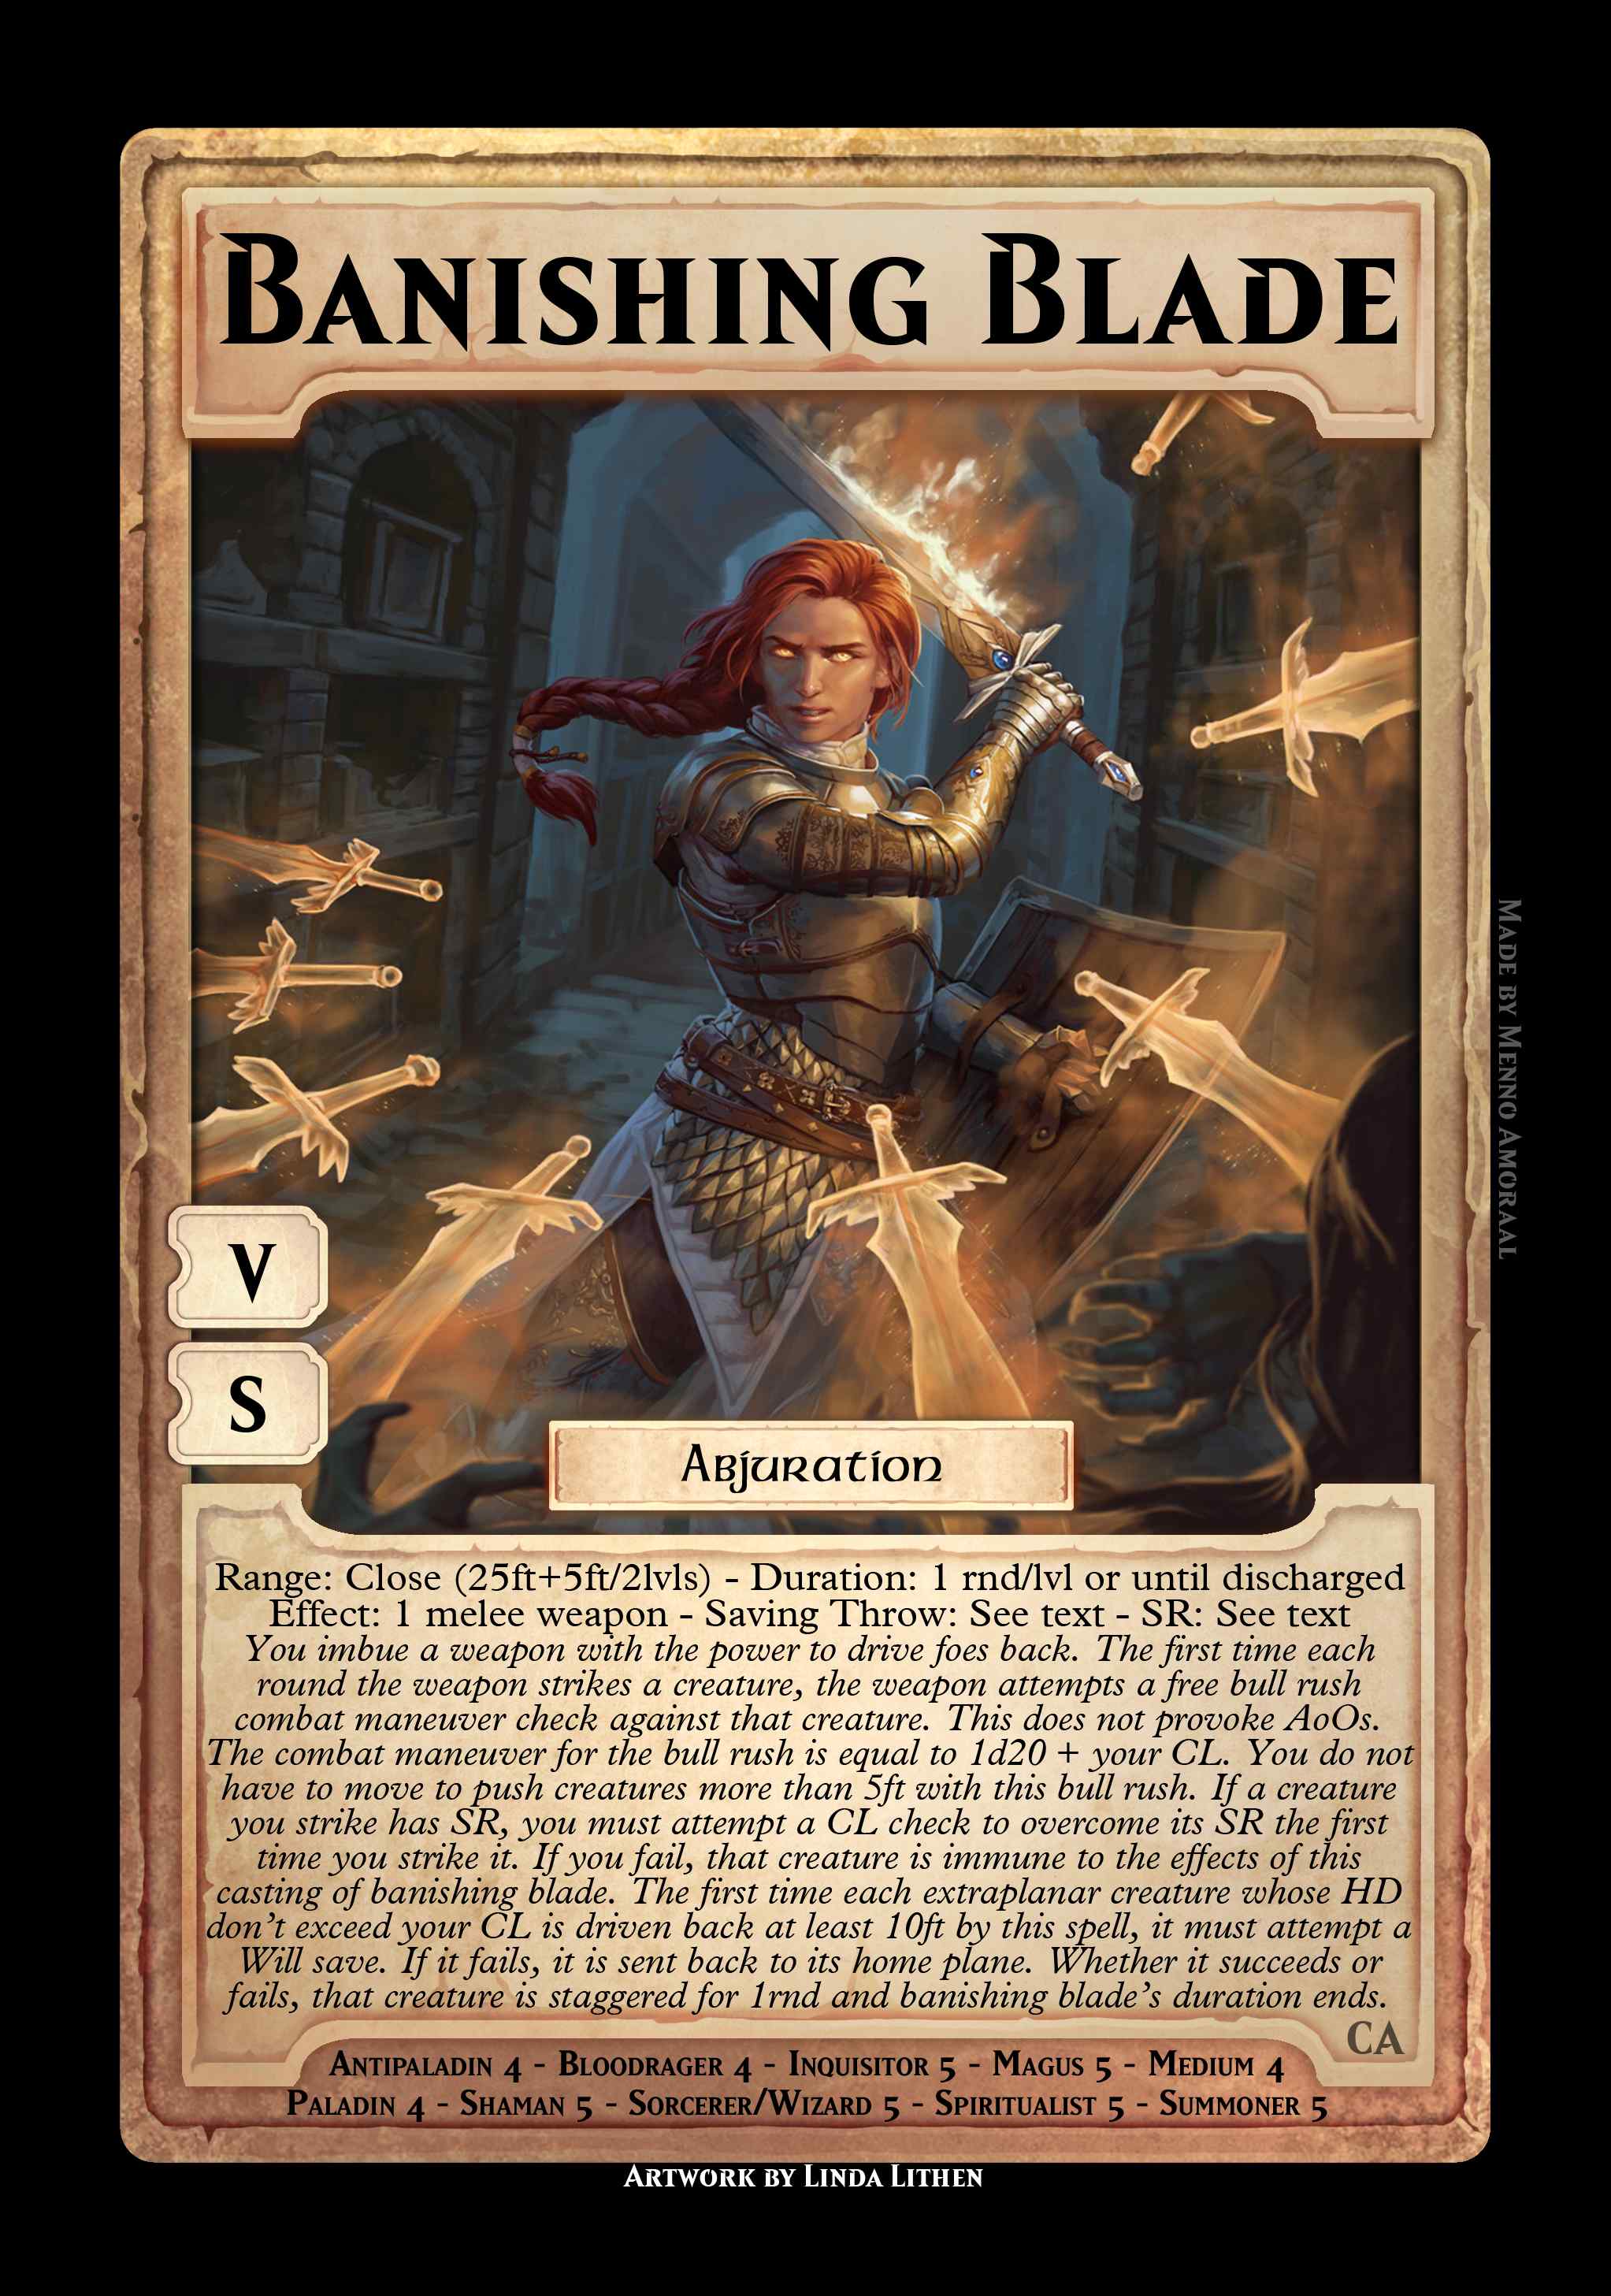 Banishing Blade
V
S
Abjuration
Range: Close (25ft+5ft/2lvls) - Duration: 1 rnd/lvl or until discharged
Effect: 1 melee weapon - Saving Throw: See text - SR: See text
You imbue a weapon with the power to drive foes back. The first time each
round the weapon strikes a creature, the weapon attempts a free bull rush
combat maneuver check against that creature. This does not provoke AoOs.
The combat maneuver for the bull rush is equal to 1d20 + your CL. You do not
have to move to push creatures more than 5ft with this bull rush. If a creature
you strike has SR, you must attempt a CL check to overcome its SR the first
time you strike it. If you fail, that creature is immune to the effects of this
casting of banishing blade. The first time each extraplanar creature whose HD
don't exceed your CL is driven back at least 10ft by this spell, it must attempt a
Will save. If it fails, it is sent back to its home plane. Whether it succeeds or
fails, that creature is staggered for 1rnd and banishing blade's duration ends.
CA
Antipaladin 4 - Bloodrager 4 - Inquisitor 5 - Magus 5 - Medium 4
Paladin 4 - Shaman 5 - Sorcerer/Wizard 5 - Spiritualist 5 - Summoner 5
Artwork by Linda Lithen
Made by Menno Amoraal